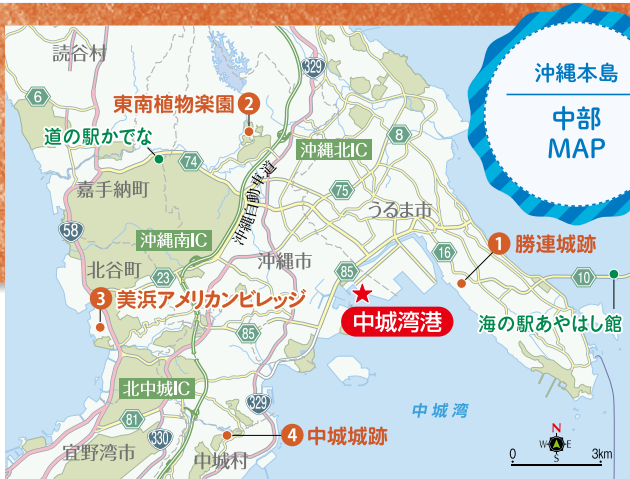 沖縄本島
中部
MAP
読谷村
329
6
東南植物楽園 2
道の駅かでな
74
沖縄北IC
8
沖縄自動車道
75
嘉手納町
うるま市
58
沖縄南IC
1 勝連城跡
16
北谷町
23
沖縄市
85
10
3 美浜アメリカンビレッジ
中城湾港
海の駅あやはし館
85
北中城IC
329
中城湾
81
330
4 中城城跡
宜野湾市
中城村
N
W E
S
0 3km